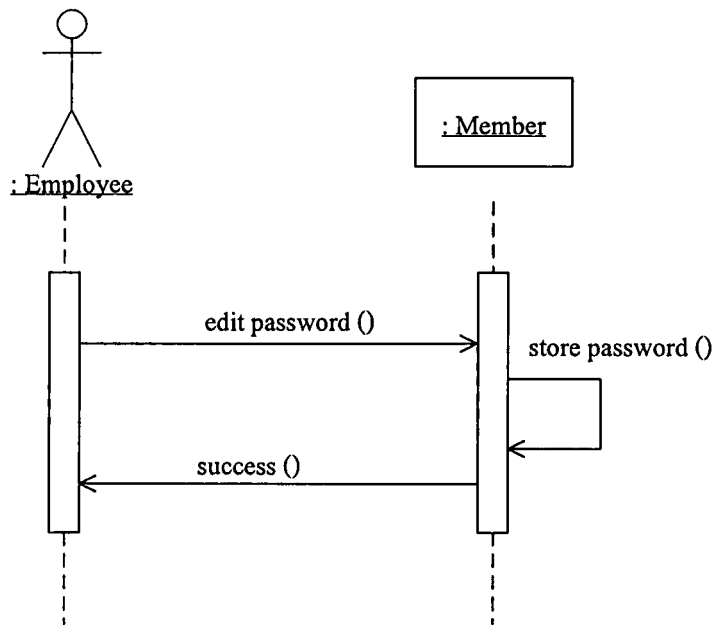 : Member
: Employee
edit password ()
store password ()
success ()